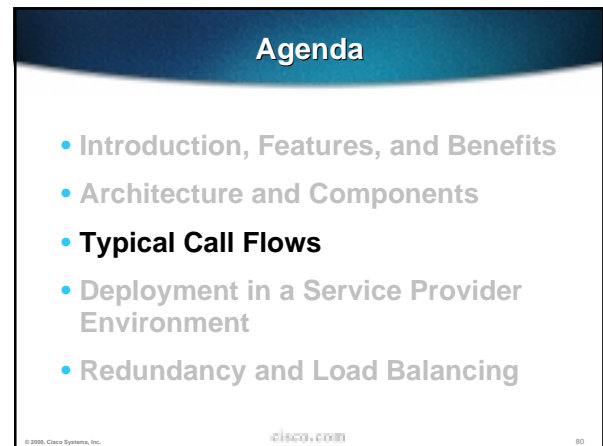 Agenda
• Introduction, Features, and Benefits
• Architecture and Components
• Typical Call Flows
• Deployment in a Service Provider
Environment
• Redundancy and Load Balancing
© 2000, Cisco Systems, Inc.
cisco.com
80